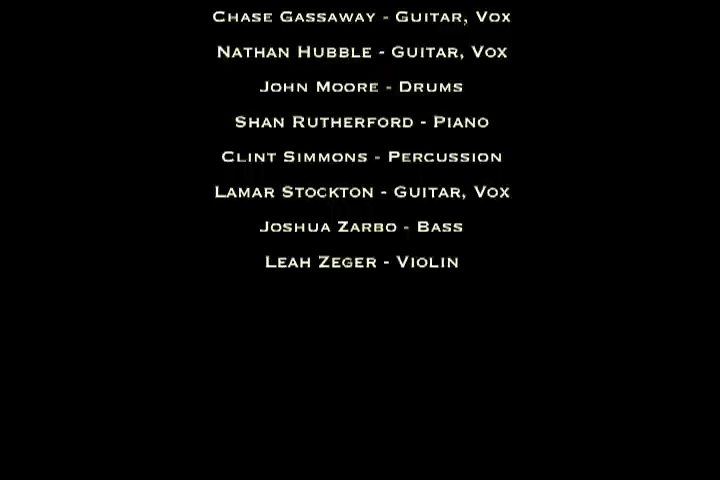 Chase Gassaway - Guitar, Vox
Nathan Hubble - Guitar, Vox
John Moore - Drums
Shan Rutherford - Piano
Clint Simmons - Percussion
Lamar Stockton - Guitar, Vox
Joshua Zarbo - Bass
Leah Zeger - Violin